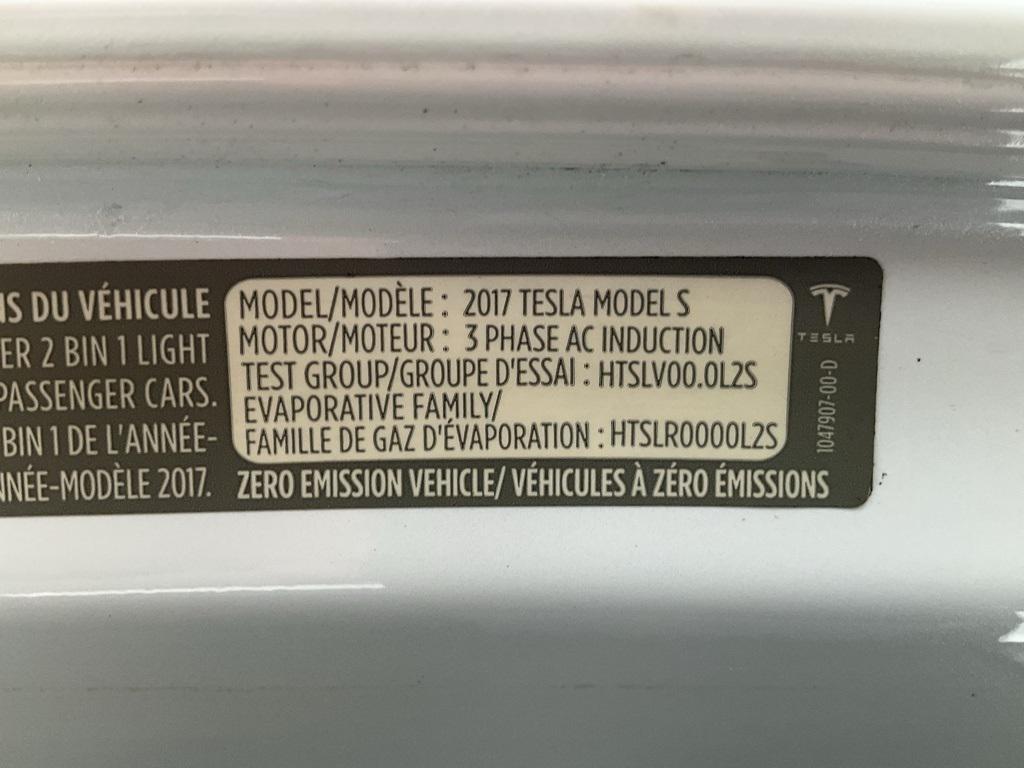 NS DU VÉHICULE
ER 2 BIN 1 LIGHT
PASSENGER CARS.
BIN 1 DE L'ANNÉE-
NNÉE-MODÈLE 2017.
MODEL/MODÈLE : 2017 TESLA MODEL S
MOTOR/MOTEUR : 3 PHASE AC INDUCTION
TEST GROUP/GROUPE D'ESSAI : HTSLV00.0L2S
EVAPORATIVE FAMILY/
FAMILLE DE GAZ D'ÉVAPORATION : HTSLR0000L2S
ZERO EMISSION VEHICLE/ VÉHICULES À ZÉRO ÉMISSIONS
TESLA
1047907-00-D